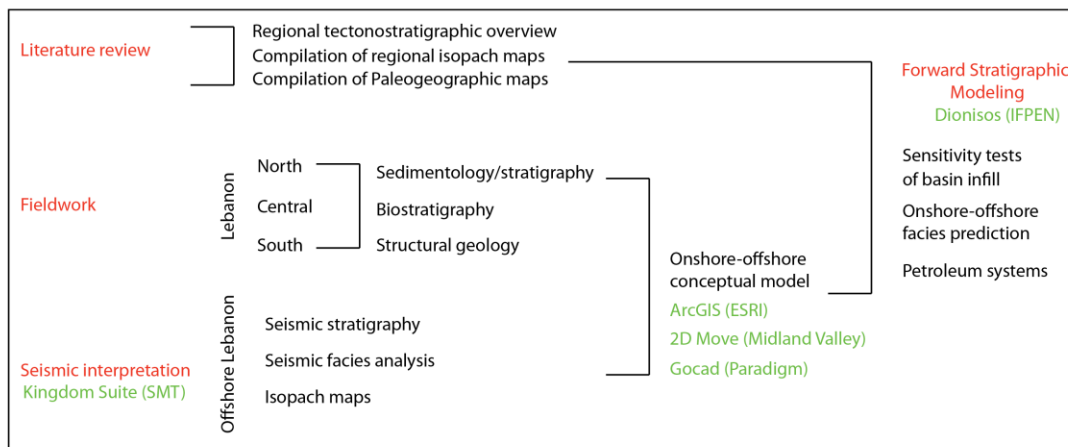 Literature review
Regional tectonostratigraphic overview
Compilation of regional isopach maps
Compilation of Paleogeographic maps
Fieldwork
Lebanon
North
Central
South
Sedimentology/stratigraphy
Biostratigraphy
Structural geology
Seismic interpretation
Kingdom Suite (SMT)
Offshore Lebanon
Seismic stratigraphy
Seismic facies analysis
Isopach maps
Onshore-offshore
conceptual model
ArcGIS (ESRI)
2D Move (Midland Valley)
Gocad (Paradigm)
Forward Stratigraphic
Modeling
Dionisos (IFPEN)
Sensitivity tests
of basin infill
Onshore-offshore
facies prediction
Petroleum systems